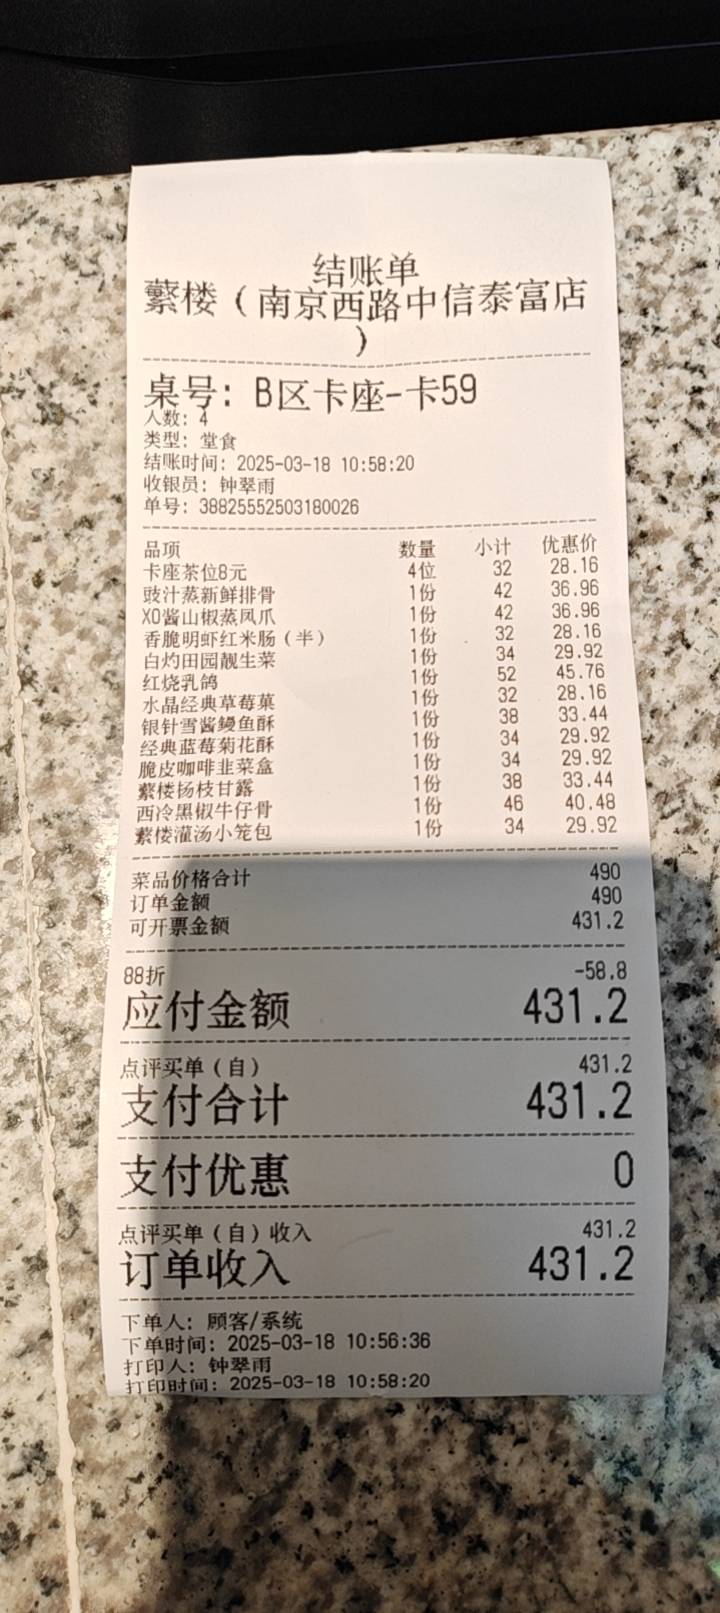 结账单
蘩楼（南京西路中信泰富店
）
桌号：B区卡座-卡59
人数：4
类型：堂食
结账时间：2025-03-18 10:58:20
收银员：钟翠雨
单号：38825552503180026
品项 数量 小计 优惠价
卡座茶位8元 4位 32 28.16
豉汁蒸新鲜排骨 1份 42 36.96
XO酱山椒蒸凤爪 1份 42 36.96
香脆明虾红米肠（半） 1份 32 28.16
白灼田园靓生菜 1份 34 29.92
红烧乳鸽 1份 52 45.76
水晶经典草莓菓 1份 32 28.16
银针雪酱鳗鱼酥 1份 38 33.44
经典蓝莓菊花酥 1份 34 29.92
脆皮咖啡韭菜盒 1份 34 29.92
蘩楼杨枝甘露 1份 38 33.44
西冷黑椒牛仔骨 1份 46 40.48
蘩楼灌汤小笼包 1份 34 29.92
菜品价格合计 490
订单金额 490
可开票金额 431.2
88折 -58.8
应付金额 431.2
点评买单（自） 431.2
支付合计 431.2
支付优惠 0
点评买单（自）收入 431.2
订单收入 431.2
下单人：顾客/系统
下单时间：2025-03-18 10:56:36
打印人：钟翠雨
打印时间：2025-03-18 10:58:20